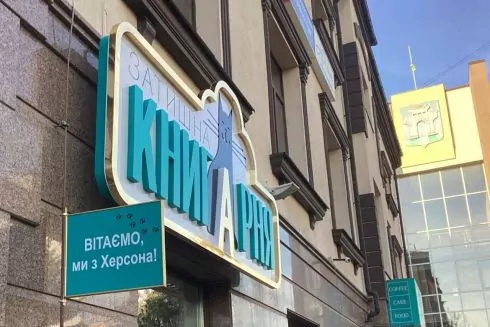 ЗАТИШНА
КНИГАРНЯ
ВІТАЄМО,
ми з Херсона!
COFFEE
CAKE
FOOD